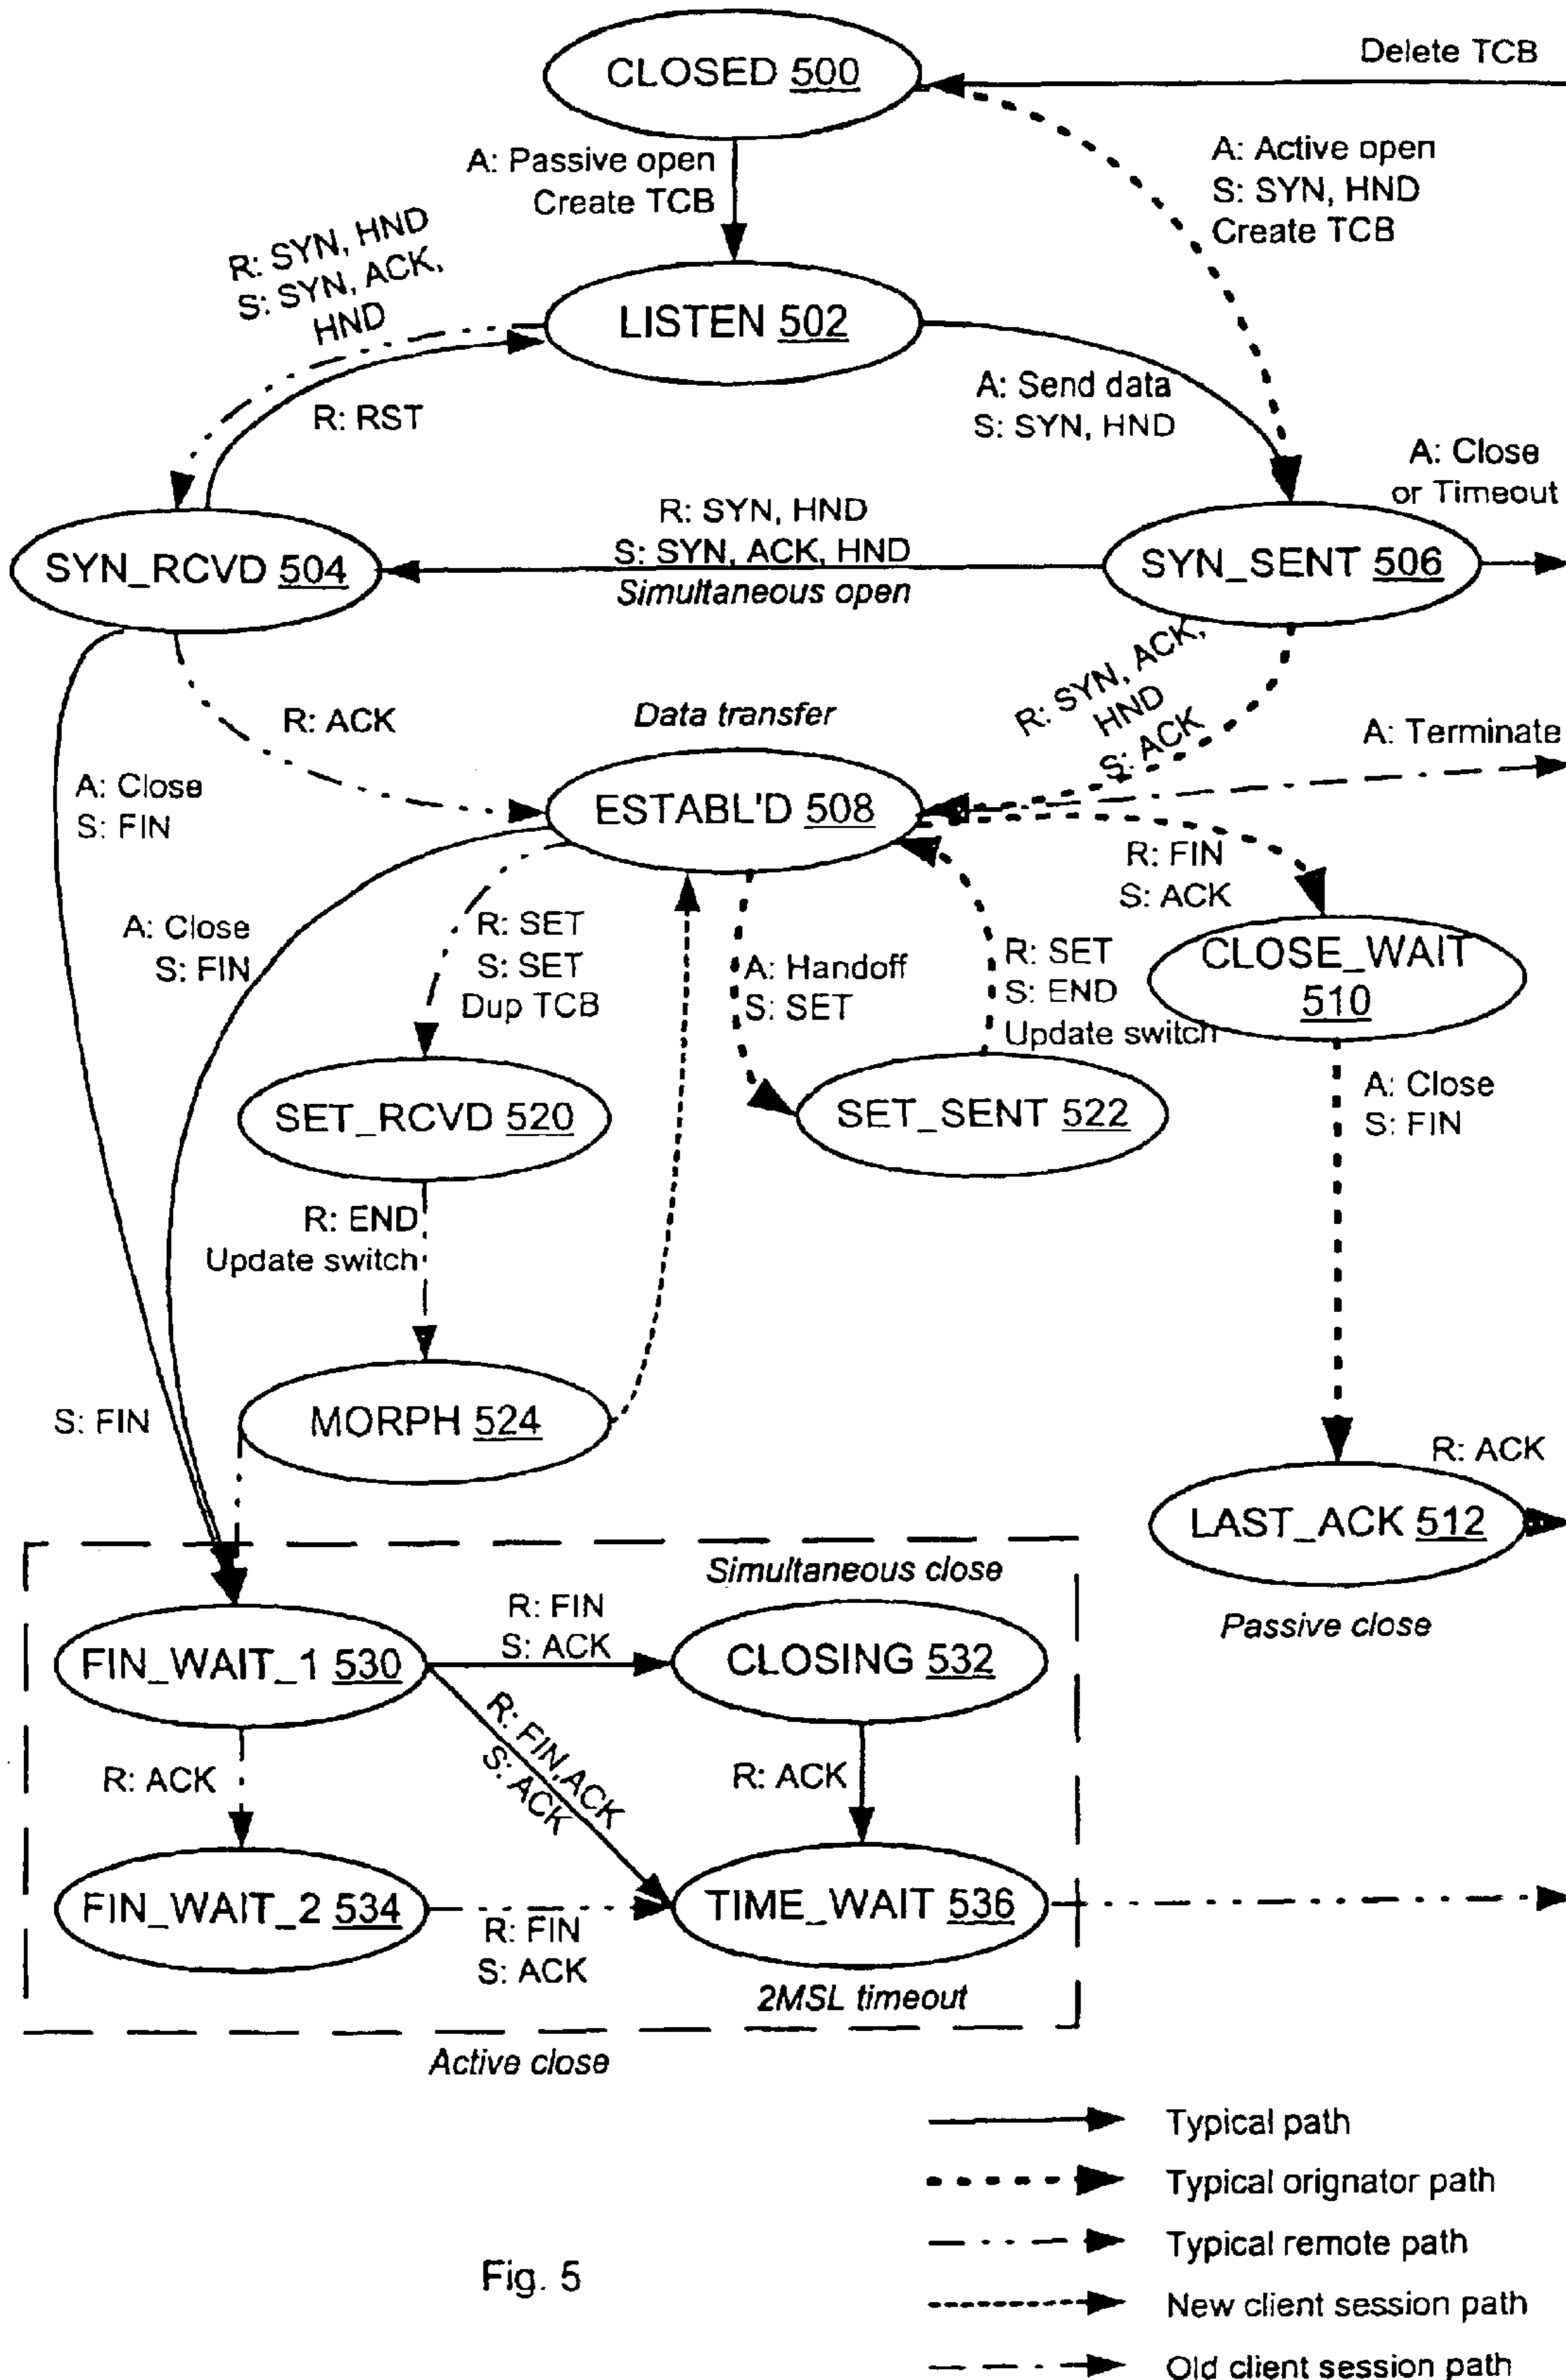 Delete TCB
CLOSED 500
A: Passive open
Create TCB
A: Active open
S: SYN, HND
Create TCB
R: SYN, HND
S: SYN, ACK,
HND
LISTEN 502
R: RST
A: Send data
S: SYN, HND
A: Close
or Timeout
R: SYN, HND
S: SYN, ACK, HND
Simultaneous open
SYN_RCVD 504
SYN_SENT 506
R: SYN, ACK,
HND
S: ACK
R: ACK
Data transfer
A: Terminate
A: Close
S: FIN
ESTABL'D 508
R: FIN
S: ACK
A: Close
S: FIN
R: SET
S: SET
Dup TCB
A: Handoff
S: SET
R: SET
S: END
Update switch
CLOSE_WAIT
510
SET_RCVD 520
SET_SENT 522
A: Close
S: FIN
R: END
Update switch
S: FIN
MORPH 524
R: ACK
LAST_ACK 512
Passive close
Simultaneous close
FIN_WAIT_1 530
R: FIN
S: ACK
CLOSING 532
R: ACK
R: FIN,ACK
S: ACK
R: ACK
FIN_WAIT_2 534
R: FIN
S: ACK
TIME_WAIT 536
2MSL timeout
Active close
Typical path
Typical orignator path
Typical remote path
New client session path
Old client session path
Fig. 5